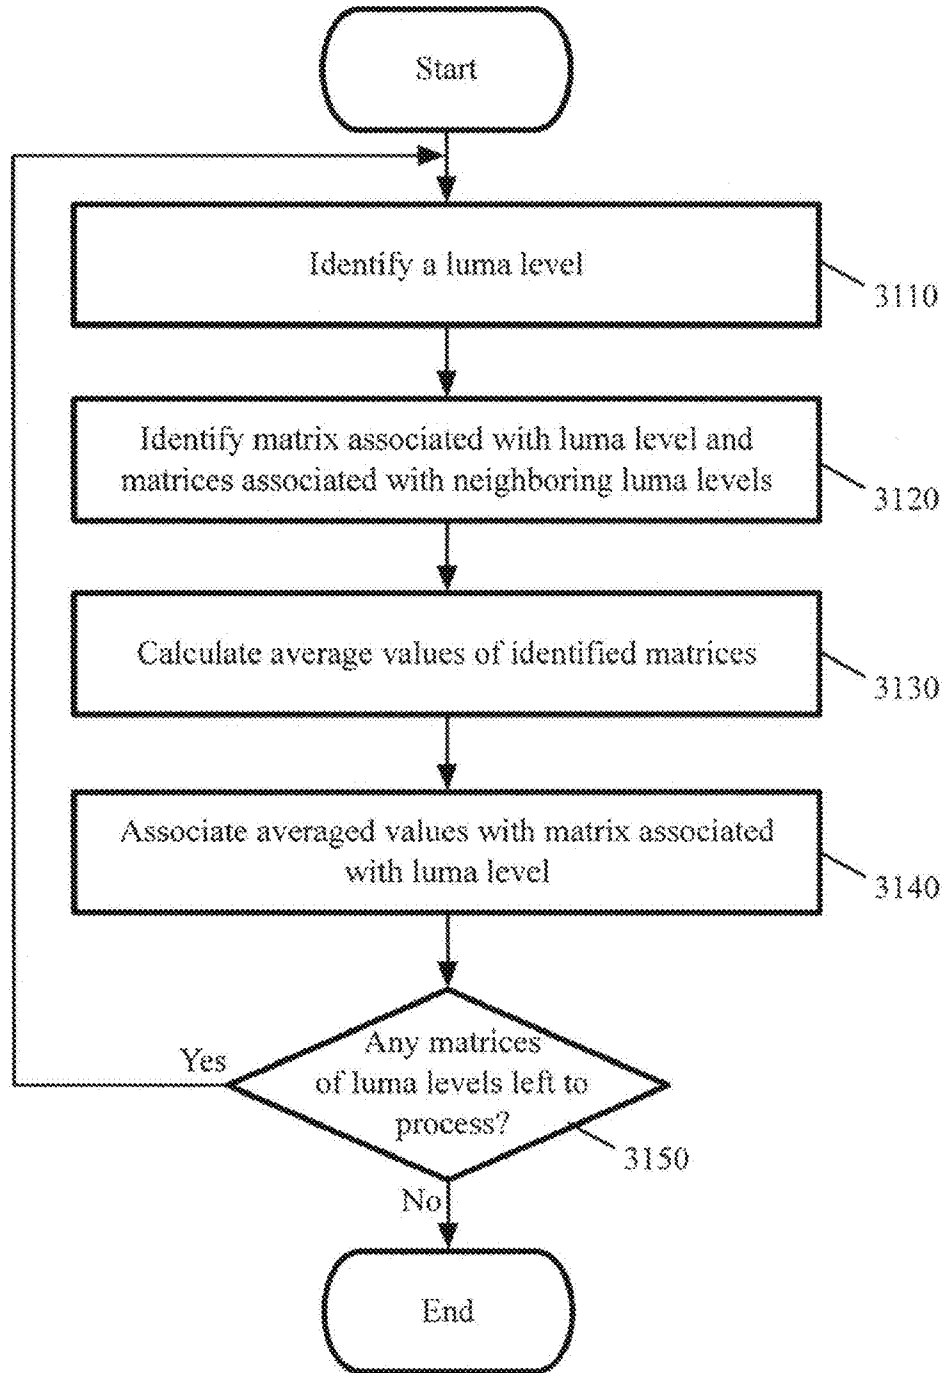 Start
Identify a luma level
3110
Identify matrix associated with luma level and
matrices associated with neighboring luma levels
3120
Calculate average values of identified matrices
3130
Associate averaged values with matrix associated
with luma level
3140
Yes
Any matrices
of luma levels left to
process?
3150
No
End